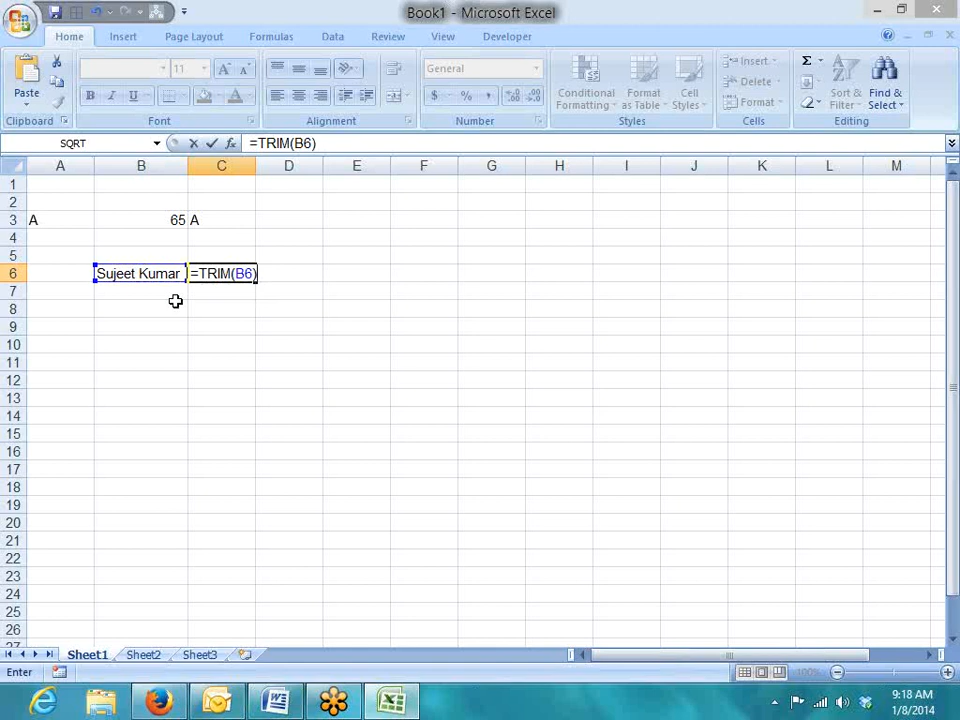 Book1 - Microsoft Excel
Home Insert Page Layout Formulas Data Review View Developer
11 General Insert Σ
Paste Conditional Format Cell Delete Sort & Find &
B I U $ % , Formatting as Table Styles Format Filter Select
Clipboard Font Alignment Number Styles Cells Editing
SQRT =TRIM(B6)
A B C D E F G H I J K L M
1
2
3 A 65 A
4
5
6 Sujeet Kumar =TRIM(B6)
7
8
9
10
11
12
13
14
15
16
17
18
19
20
21
22
23
24
25
26
27
Sheet1 Sheet2 Sheet3
Enter 100%
9:18 AM
1/8/2014